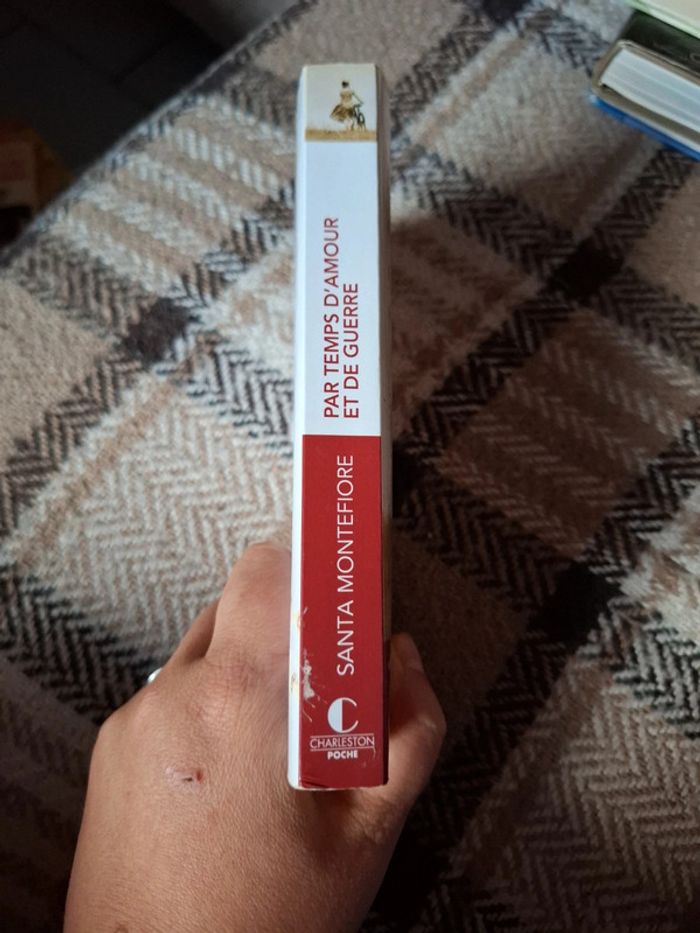 PAR TEMPS D'AMOUR
ET DE GUERRE
SANTA MONTEFIORE
CHARLESTON
POCHE